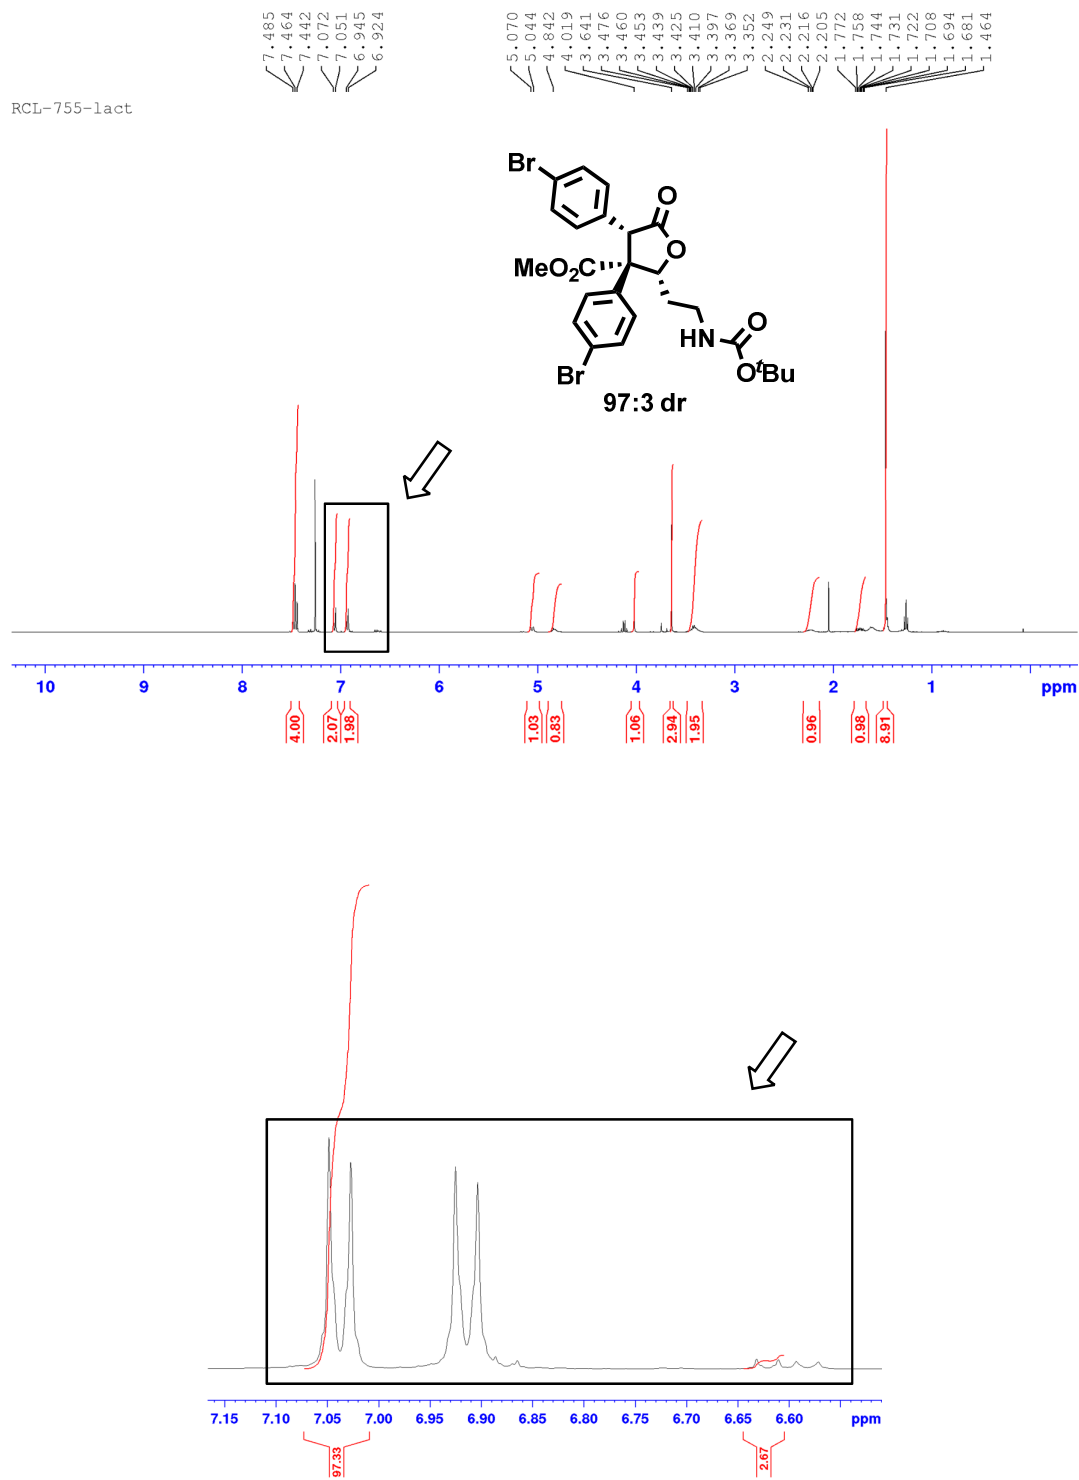 7.485 7.464 7.442 7.072 7.051 6.945 6.924 5.070 5.044 4.842 4.019 3.641 3.476 3.460 3.453 3.439 3.425 3.410 3.397 3.369 3.352 2.249 2.231 2.216 2.205 1.772 1.758 1.744 1.731 1.722 1.708 1.694 1.681 1.464
RCL-755-lact
Br
O
O
MeO₂C
HN
O
OᵗBu
Br
97:3 dr
10 9 8 7 6 5 4 3 2 1 ppm
4.00 2.07 1.98 1.03 0.83 1.06 2.94 1.95 0.96 0.98 8.91
7.15 7.10 7.05 7.00 6.95 6.90 6.85 6.80 6.75 6.70 6.65 6.60 ppm
97.33 2.67